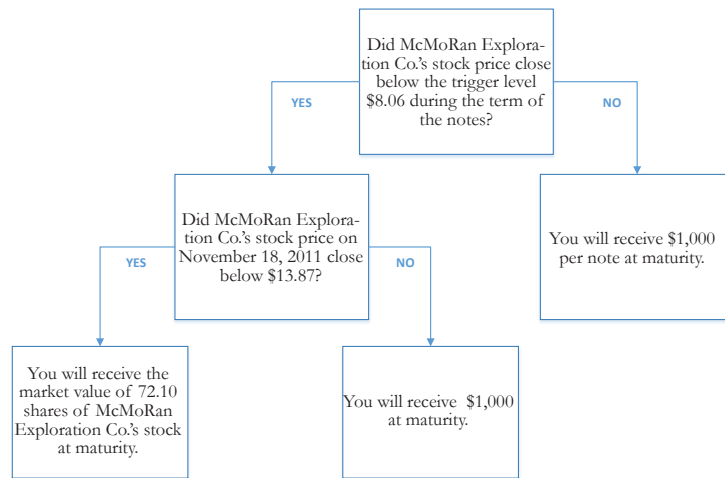 Did McMoRan Explora-
tion Co.'s stock price close
below the trigger level
$8.06 during the term of
the notes?
YES
NO
Did McMoRan Explora-
tion Co.'s stock price on
November 18, 2011 close
below $13.87?
You will receive $1,000
per note at maturity.
YES
NO
You will receive the
market value of 72.10
shares of McMoRan
Exploration Co.'s stock
at maturity.
You will receive $1,000
at maturity.